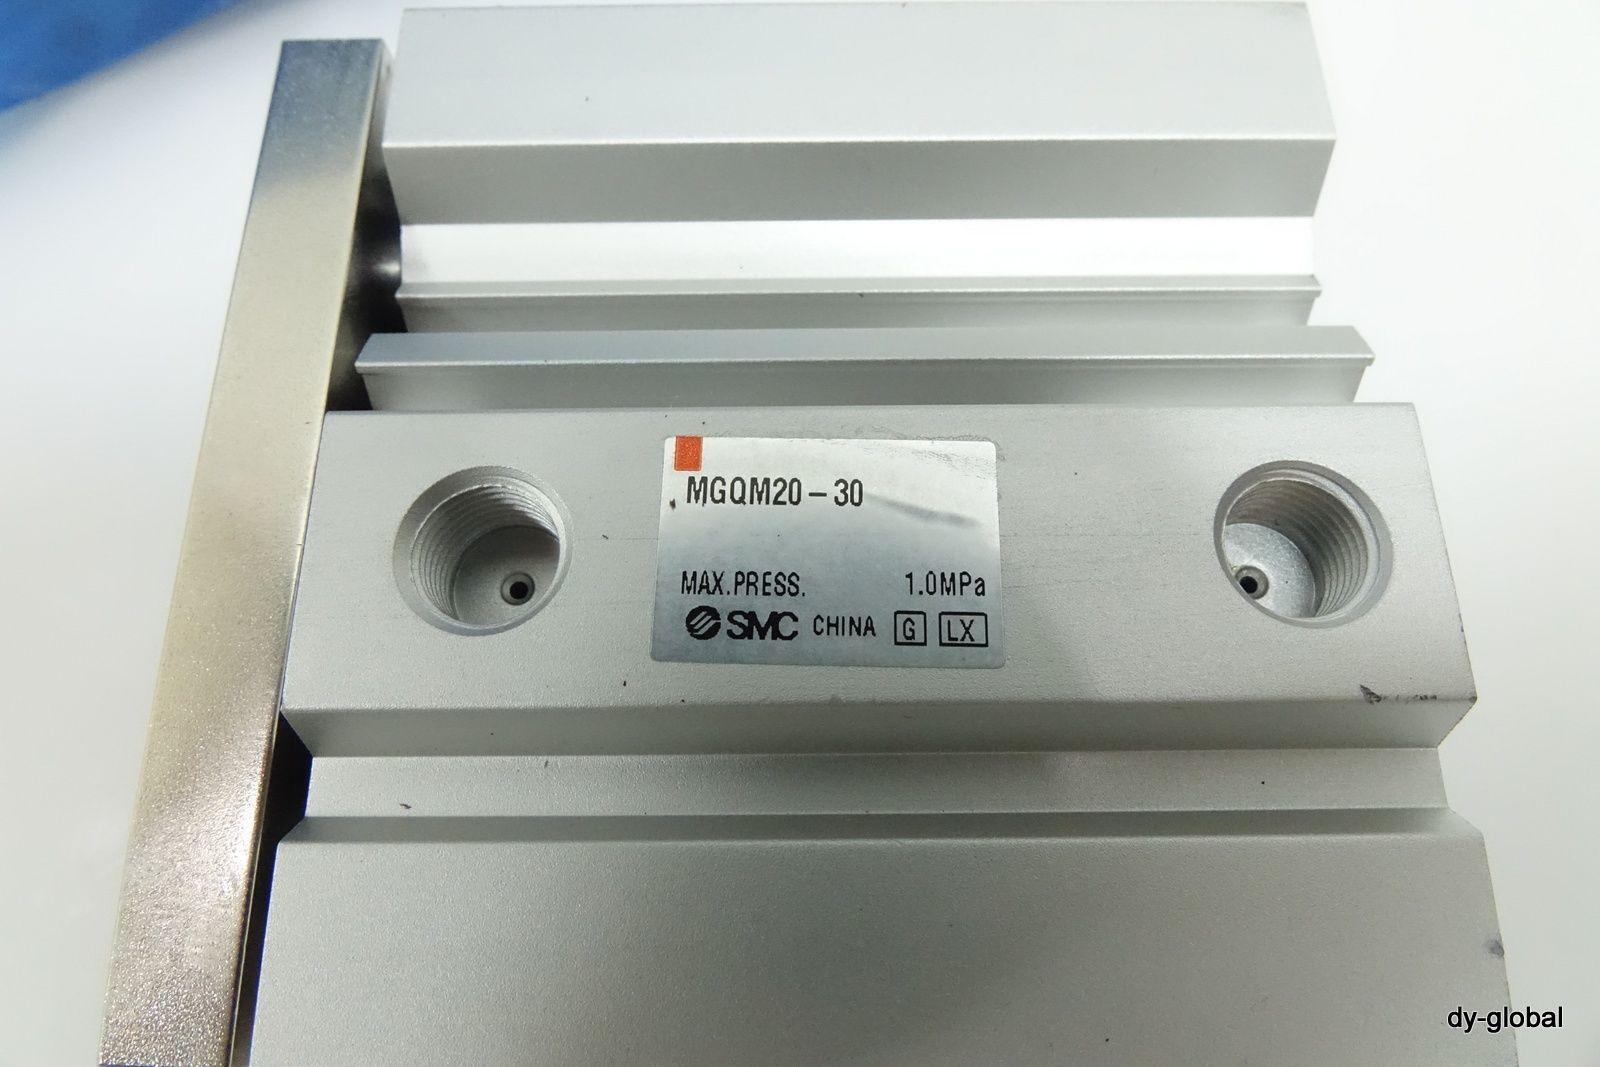 MGQM20-30
MAX.PRESS. 1.0MPa
SMC CHINA G LX
dy-global